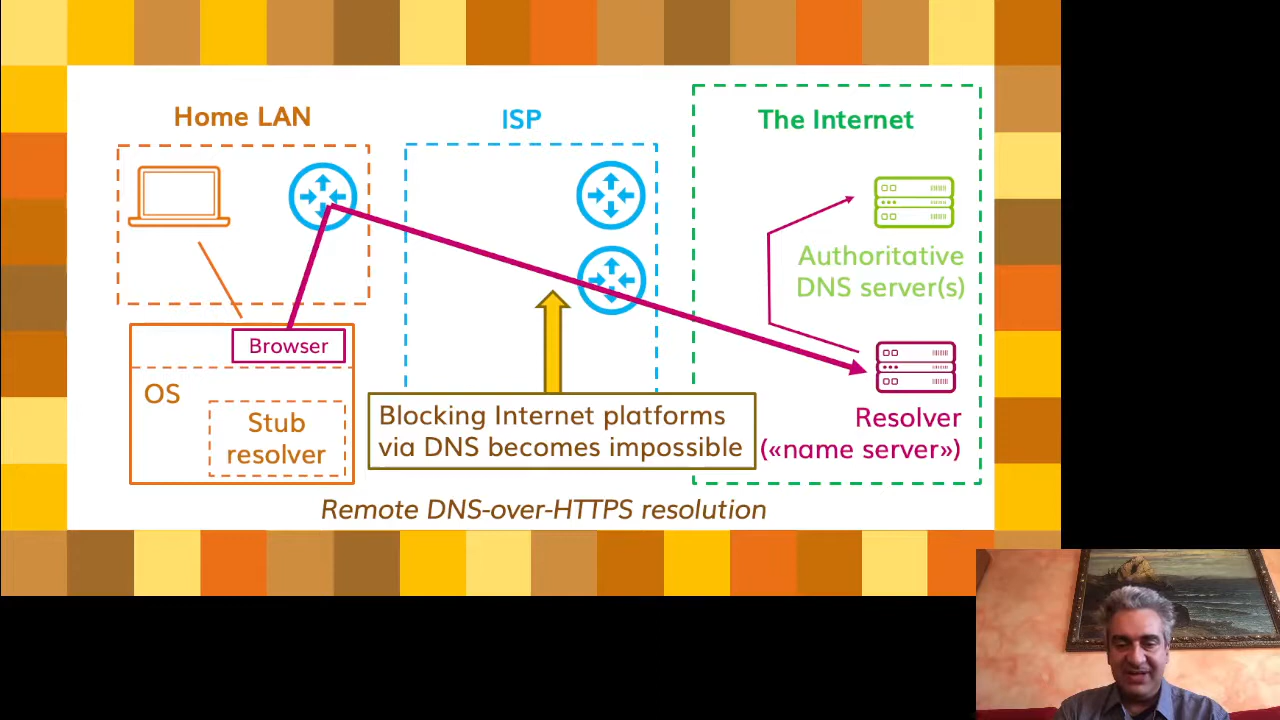 Home LAN
ISP
The Internet
Authoritative
DNS server(s)
Browser
OS
Stub
resolver
Blocking Internet platforms
via DNS becomes impossible
Resolver
(«name server»)
Remote DNS-over-HTTPS resolution